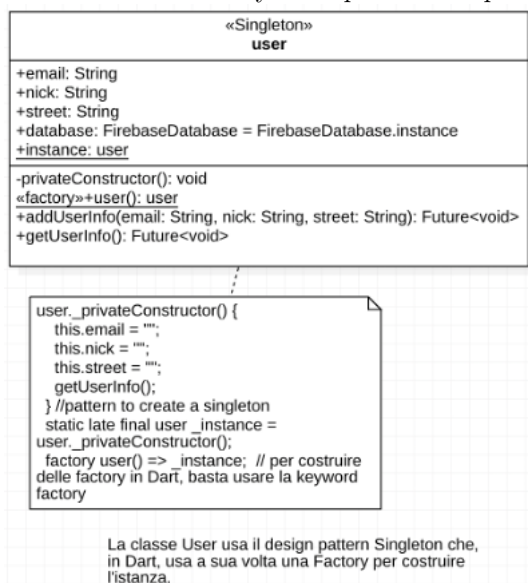 «Singleton»
user
+email: String
+nick: String
+street: String
+database: FirebaseDatabase = FirebaseDatabase.instance
+instance: user
-privateConstructor(): void
«factory»+user(): user
+addUserInfo(email: String, nick: String, street: String): Future<void>
+getUserInfo(): Future<void>
user._privateConstructor() {
this.email = "";
this.nick = "";
this.street = "";
getUserInfo();
} //pattern to create a singleton
static late final user _instance =
user._privateConstructor();
factory user() => _instance; // per costruire
delle factory in Dart, basta usare la keyword
factory
La classe User usa il design pattern Singleton che,
in Dart, usa a sua volta una Factory per costruire
l'istanza.